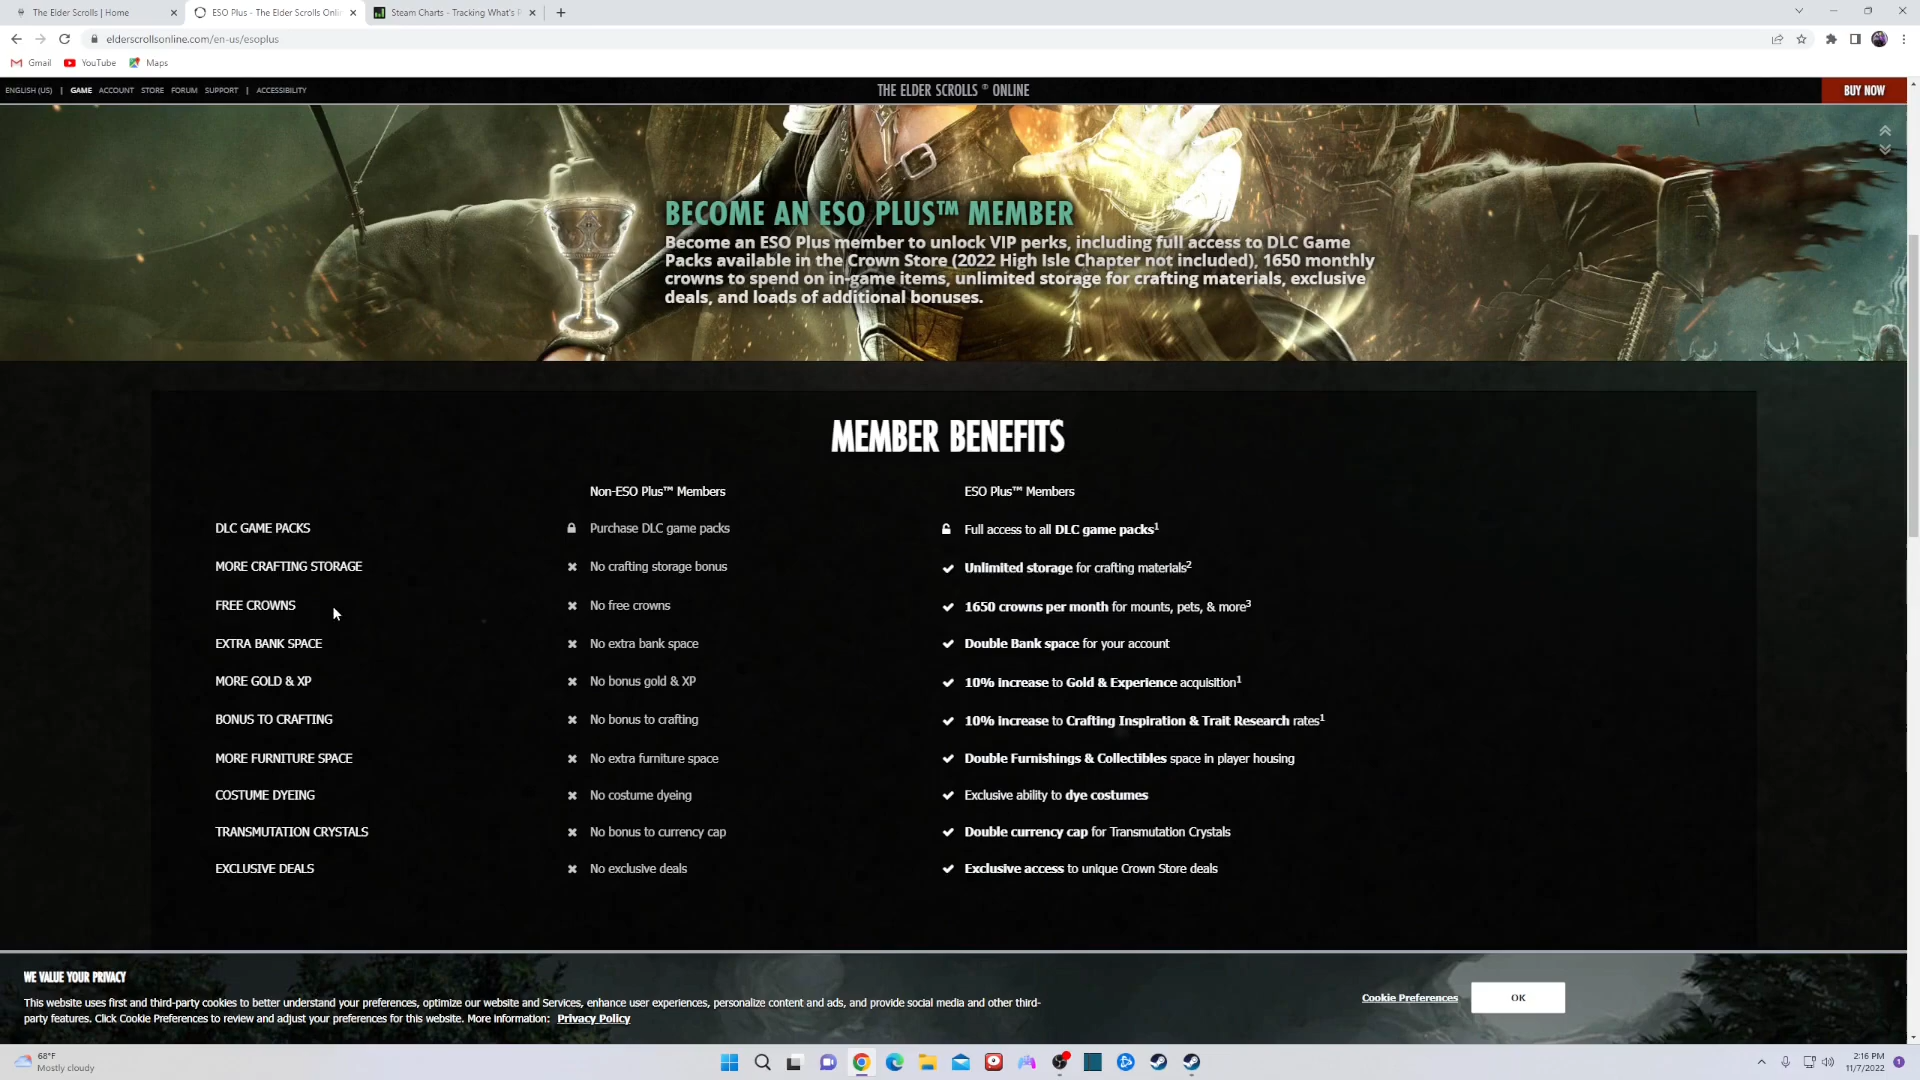 The Elder Scrolls | Home
ESO Plus - The Elder Scrolls Onli
Steam Charts - Tracking What's P
elderscrollsonline.com/en-us/esoplus
Gmail YouTube Maps
ENGLISH (US) | GAME ACCOUNT STORE FORUM SUPPORT | ACCESSIBILITY
THE ELDER SCROLLS ® ONLINE
BUY NOW
BECOME AN ESO PLUS™ MEMBER
Become an ESO Plus member to unlock VIP perks, including full access to DLC Game
Packs available in the Crown Store (2022 High Isle Chapter not included), 1650 monthly
crowns to spend on in-game items, unlimited storage for crafting materials, exclusive
deals, and loads of additional bonuses.
MEMBER BENEFITS
Non-ESO Plus™ Members ESO Plus™ Members
DLC GAME PACKS Purchase DLC game packs Full access to all DLC game packs1
MORE CRAFTING STORAGE No crafting storage bonus Unlimited storage for crafting materials2
FREE CROWNS No free crowns 1650 crowns per month for mounts, pets, & more3
EXTRA BANK SPACE No extra bank space Double Bank space for your account
MORE GOLD & XP No bonus gold & XP 10% increase to Gold & Experience acquisition1
BONUS TO CRAFTING No bonus to crafting 10% increase to Crafting Inspiration & Trait Research rates1
MORE FURNITURE SPACE No extra furniture space Double Furnishings & Collectibles space in player housing
COSTUME DYEING No costume dyeing Exclusive ability to dye costumes
TRANSMUTATION CRYSTALS No bonus to currency cap Double currency cap for Transmutation Crystals
EXCLUSIVE DEALS No exclusive deals Exclusive access to unique Crown Store deals
WE VALUE YOUR PRIVACY
This website uses first and third-party cookies to better understand your preferences, optimize our website and Services, enhance user experiences, personalize content and ads, and provide social media and other third-
party features. Click Cookie Preferences to review and adjust your preferences for this website. More information: Privacy Policy
Cookie Preferences
OK
68°F
Mostly cloudy
2:16 PM
11/7/2022
1